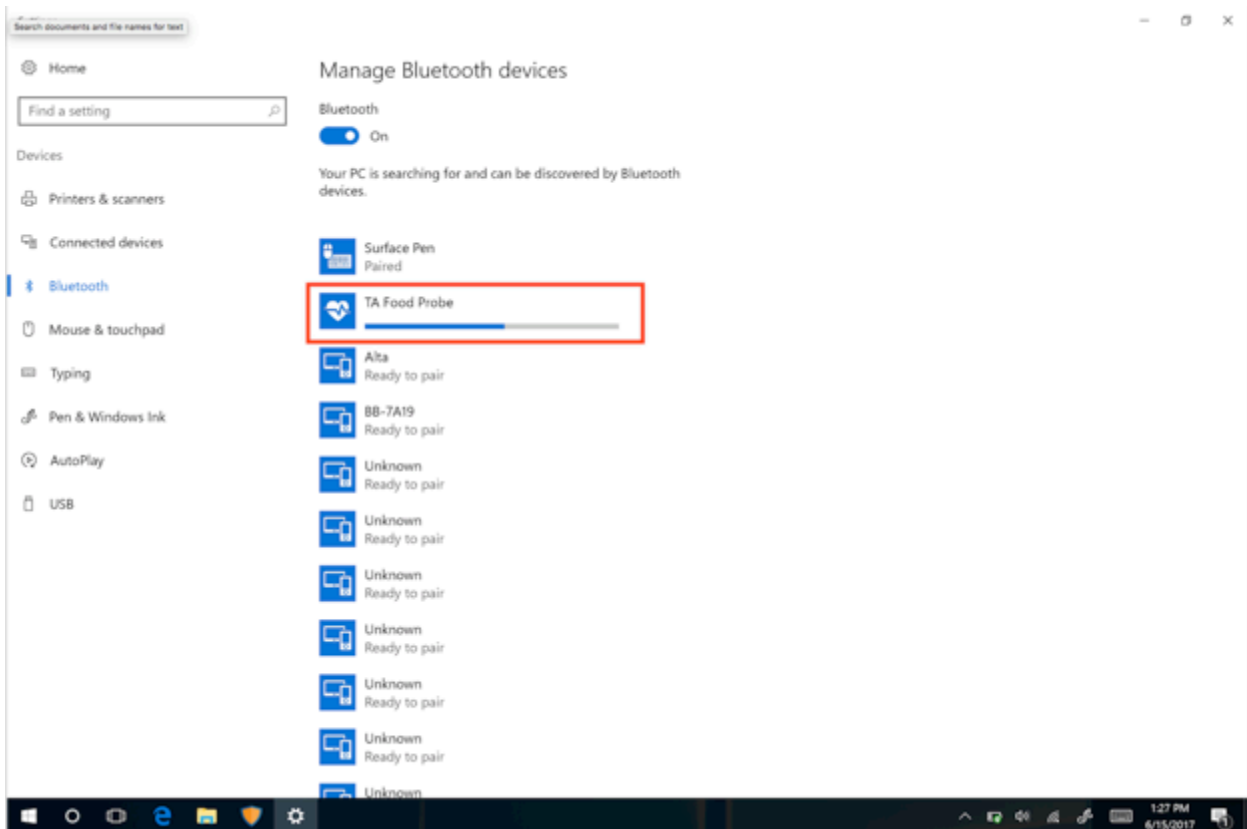 Search documents and file names for text
Home
Find a setting
Devices
Printers & scanners
Connected devices
Bluetooth
Mouse & touchpad
Typing
Pen & Windows Ink
AutoPlay
USB
Manage Bluetooth devices
Bluetooth
On
Your PC is searching for and can be discovered by Bluetooth
devices.
Surface Pen
Paired
TA Food Probe
Alta
Ready to pair
BB-7A19
Ready to pair
Unknown
Ready to pair
Unknown
Ready to pair
Unknown
Ready to pair
Unknown
Ready to pair
Unknown
Ready to pair
Unknown
Ready to pair
Unknown
1:27 PM
6/15/2017